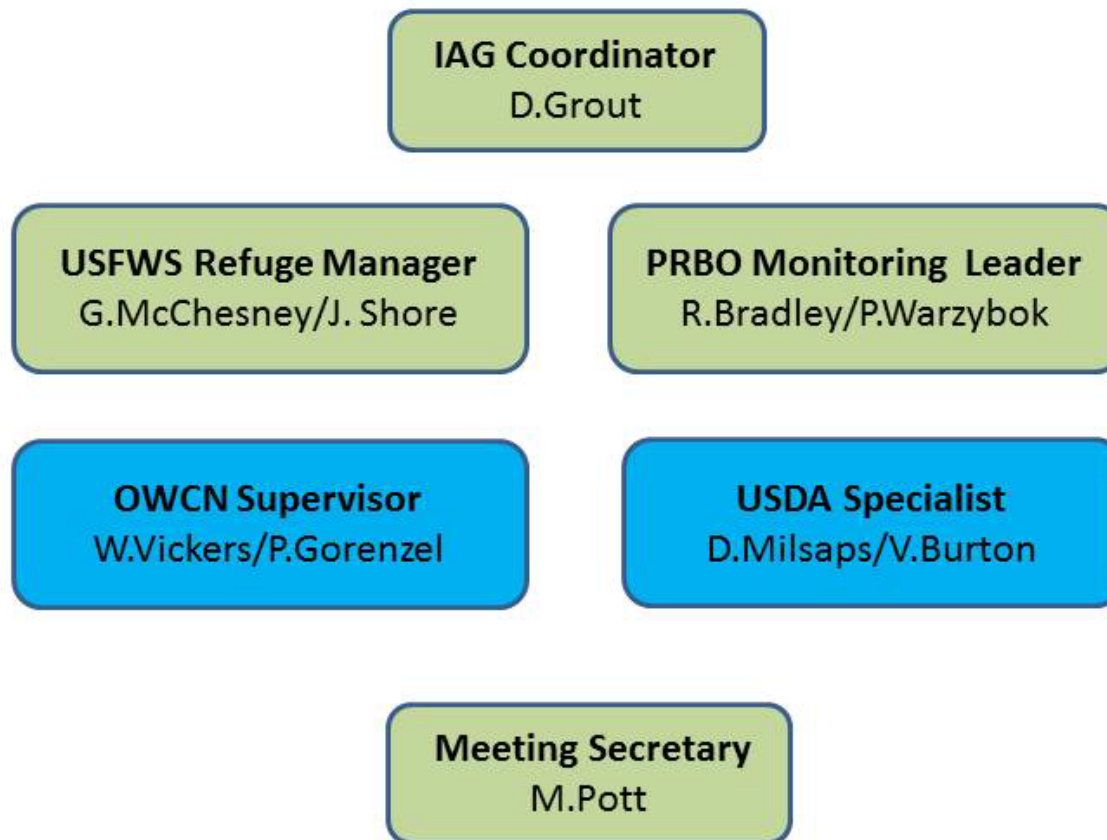 IAG Coordinator
D.Grout
USFWS Refuge Manager
G.McChesney/J. Shore
PRBO Monitoring Leader
R.Bradley/P.Warzybok
OWCN Supervisor
W.Vickers/P.Gorenzel
USDA Specialist
D.Milsaps/V.Burton
Meeting Secretary
M.Pott